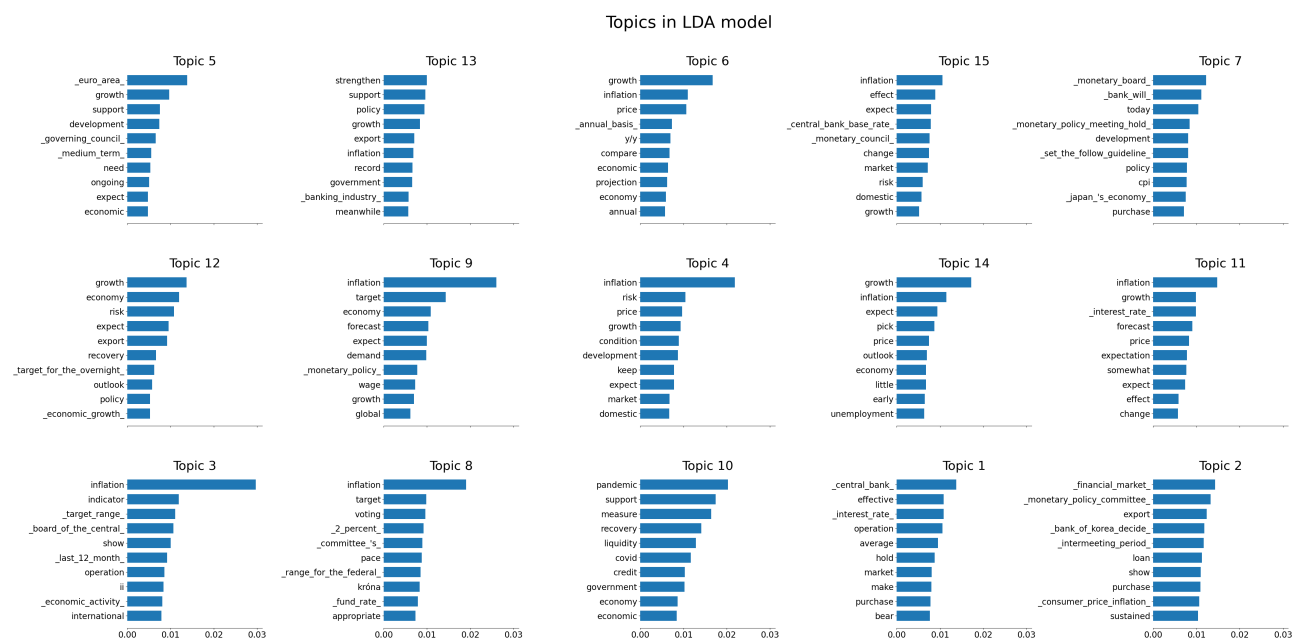 Topics in LDA model
Topic 5
_euro_area_
growth
support
development
_governing_council_
_medium_term_
need
ongoing
expect
economic
Topic 13
strengthen
support
policy
growth
export
inflation
record
government
_banking_industry_
meanwhile
Topic 6
growth
inflation
price
_annual_basis_
y/y
compare
economic
projection
economy
annual
Topic 15
inflation
effect
expect
_central_bank_base_rate_
_monetary_council_
change
market
risk
domestic
growth
Topic 7
_monetary_board_
_bank_will_
today
_monetary_policy_meeting_hold_
development
_set_the_follow_guideline_
policy
cpi
_japan_'s_economy_
purchase
0.00 0.01 0.02 0.03
Topic 12
growth
economy
risk
expect
export
recovery
_target_for_the_overnight_
outlook
policy
_economic_growth_
Topic 9
inflation
target
economy
forecast
expect
demand
_monetary_policy_
wage
growth
global
Topic 4
inflation
risk
price
growth
condition
development
keep
expect
market
domestic
Topic 14
growth
inflation
expect
pick
price
outlook
economy
little
early
unemployment
Topic 11
inflation
growth
_interest_rate_
forecast
price
expectation
somewhat
expect
effect
change
Topic 3
inflation
indicator
_target_range_
_board_of_the_central_
show
_last_12_month_
operation
ii
_economic_activity_
international
0.00 0.01 0.02 0.03
Topic 8
inflation
target
voting
_2_percent_
_committee_'s_
pace
_range_for_the_federal_
króna
_fund_rate_
appropriate
0.00 0.01 0.02 0.03
Topic 10
pandemic
support
measure
recovery
liquidity
covid
credit
government
economy
economic
0.00 0.01 0.02 0.03
Topic 1
_central_bank_
effective
_interest_rate_
operation
average
hold
market
make
purchase
bear
0.00 0.01 0.02 0.03
Topic 2
_financial_market_
_monetary_policy_committee_
export
_bank_of_korea_decide_
_intermeeting_period_
loan
show
purchase
_consumer_price_inflation_
sustained
0.00 0.01 0.02 0.03